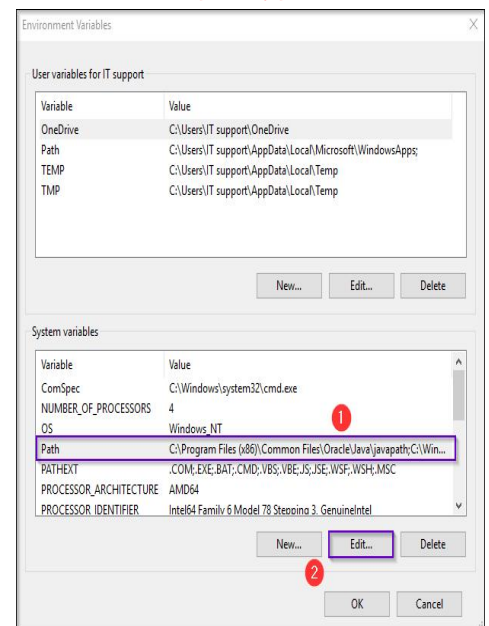 Environment Variables X
User variables for IT support
Variable Value
OneDrive C:\Users\IT support\OneDrive
Path C:\Users\IT support\AppData\Local\Microsoft\WindowsApps;
TEMP C:\Users\IT support\AppData\Local\Temp
TMP C:\Users\IT support\AppData\Local\Temp
New... Edit... Delete
System variables
Variable Value
ComSpec C:\Windows\system32\cmd.exe
NUMBER_OF_PROCESSORS 4
1
OS Windows_NT
Path C:\Program Files (x86)\Common Files\Oracle\Java\javapath;C:\Win...
PATHEXT .COM;.EXE;.BAT;.CMD;.VBS;.VBE;.JS;.JSE;.WSF;.WSH;.MSC
PROCESSOR_ARCHITECTURE AMD64
PROCESSOR_IDENTIFIER Intel64 Family 6 Model 78 Stepping 3, GenuineIntel
New... Edit... Delete
2
OK Cancel